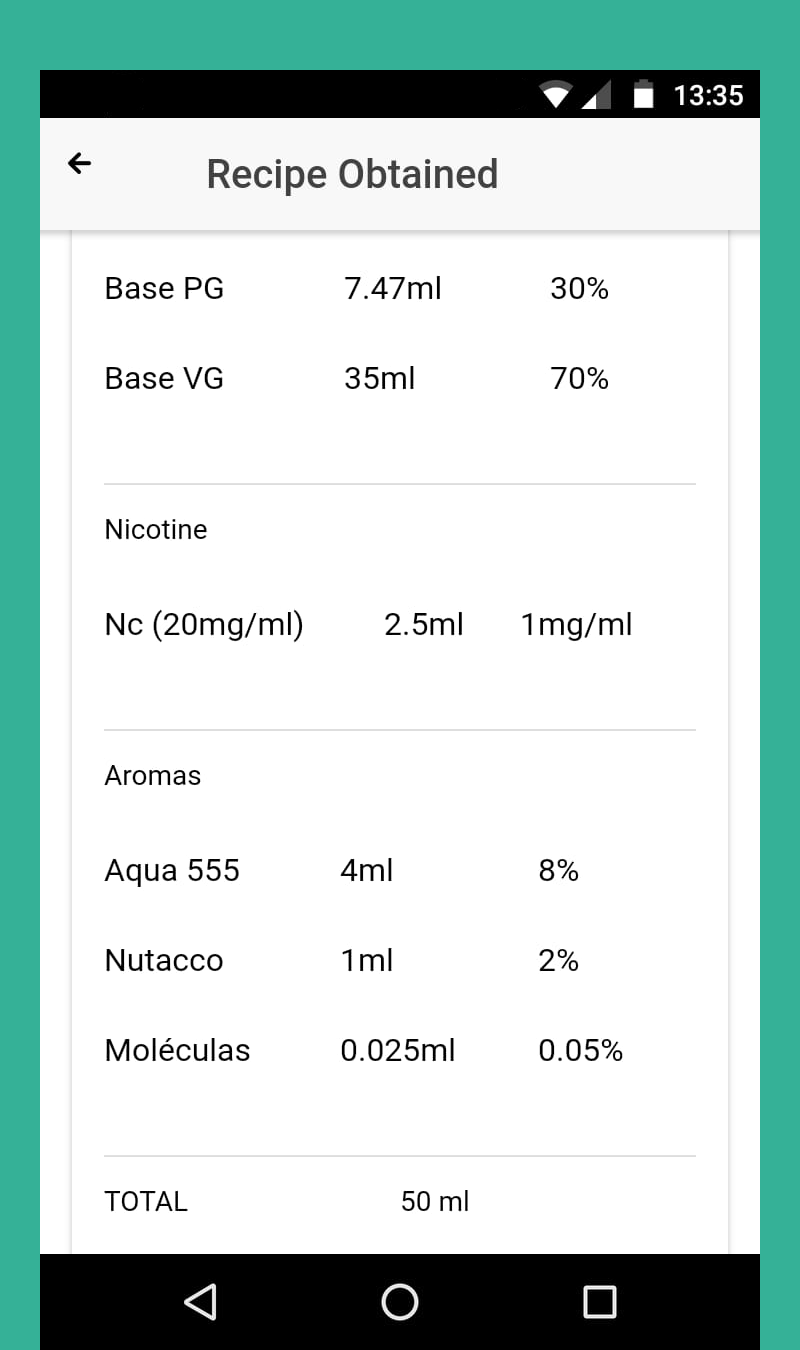 13:35
Recipe Obtained
Base PG 7.47ml 30%
Base VG 35ml 70%
Nicotine
Nc (20mg/ml) 2.5ml 1mg/ml
Aromas
Aqua 555 4ml 8%
Nutacco 1ml 2%
Moléculas 0.025ml 0.05%
TOTAL 50 ml